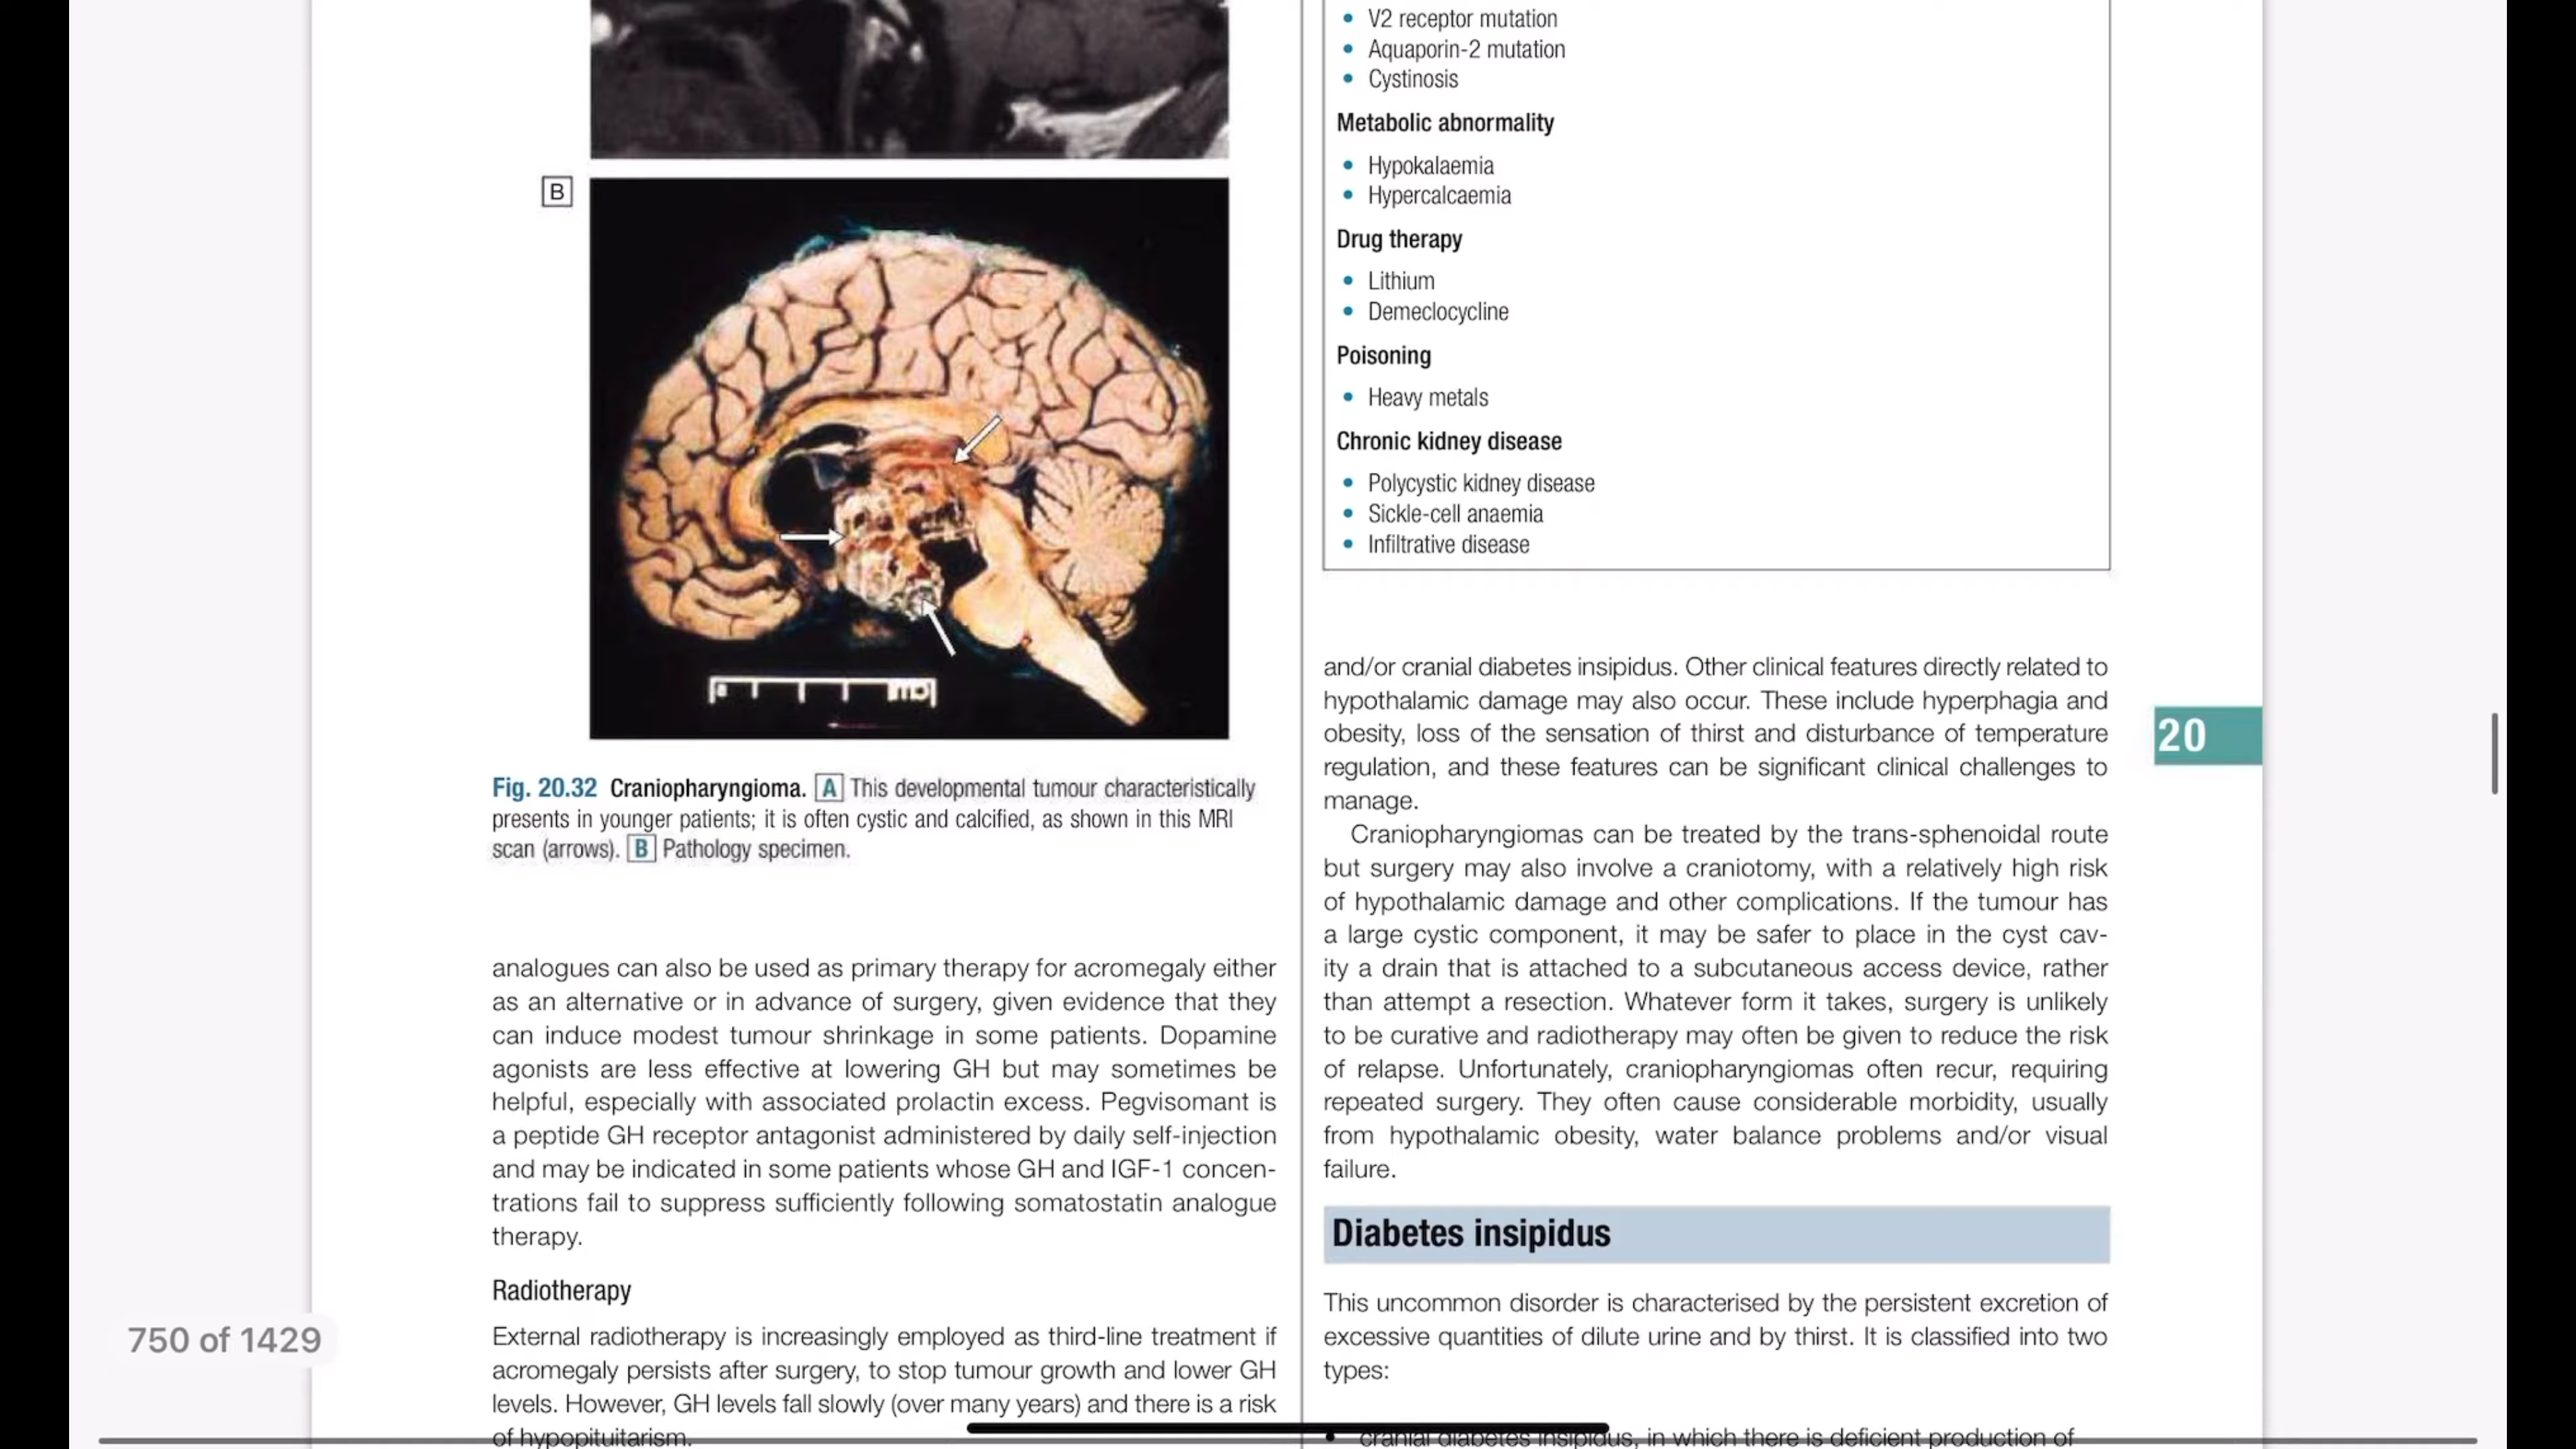 B
Fig. 20.32 Craniopharyngioma. A This developmental tumour characteristically
presents in younger patients; it is often cystic and calcified, as shown in this MRI
scan (arrows). B Pathology specimen.
analogues can also be used as primary therapy for acromegaly either
as an alternative or in advance of surgery, given evidence that they
can induce modest tumour shrinkage in some patients. Dopamine
agonists are less effective at lowering GH but may sometimes be
helpful, especially with associated prolactin excess. Pegvisomant is
a peptide GH receptor antagonist administered by daily self-injection
and may be indicated in some patients whose GH and IGF-1 concen-
trations fail to suppress sufficiently following somatostatin analogue
therapy.
Radiotherapy
External radiotherapy is increasingly employed as third-line treatment if
acromegaly persists after surgery, to stop tumour growth and lower GH
levels. However, GH levels fall slowly (over many years) and there is a risk
of hypopituitarism.
• V2 receptor mutation
• Aquaporin-2 mutation
• Cystinosis
Metabolic abnormality
• Hypokalaemia
• Hypercalcaemia
Drug therapy
• Lithium
• Demeclocycline
Poisoning
• Heavy metals
Chronic kidney disease
• Polycystic kidney disease
• Sickle-cell anaemia
• Infiltrative disease
and/or cranial diabetes insipidus. Other clinical features directly related to
hypothalamic damage may also occur. These include hyperphagia and
obesity, loss of the sensation of thirst and disturbance of temperature
regulation, and these features can be significant clinical challenges to
manage.
Craniopharyngiomas can be treated by the trans-sphenoidal route
but surgery may also involve a craniotomy, with a relatively high risk
of hypothalamic damage and other complications. If the tumour has
a large cystic component, it may be safer to place in the cyst cav-
ity a drain that is attached to a subcutaneous access device, rather
than attempt a resection. Whatever form it takes, surgery is unlikely
to be curative and radiotherapy may often be given to reduce the risk
of relapse. Unfortunately, craniopharyngiomas often recur, requiring
repeated surgery. They often cause considerable morbidity, usually
from hypothalamic obesity, water balance problems and/or visual
failure.
Diabetes insipidus
This uncommon disorder is characterised by the persistent excretion of
excessive quantities of dilute urine and by thirst. It is classified into two
types:
• cranial diabetes insipidus, in which there is deficient production of
20
750 of 1429